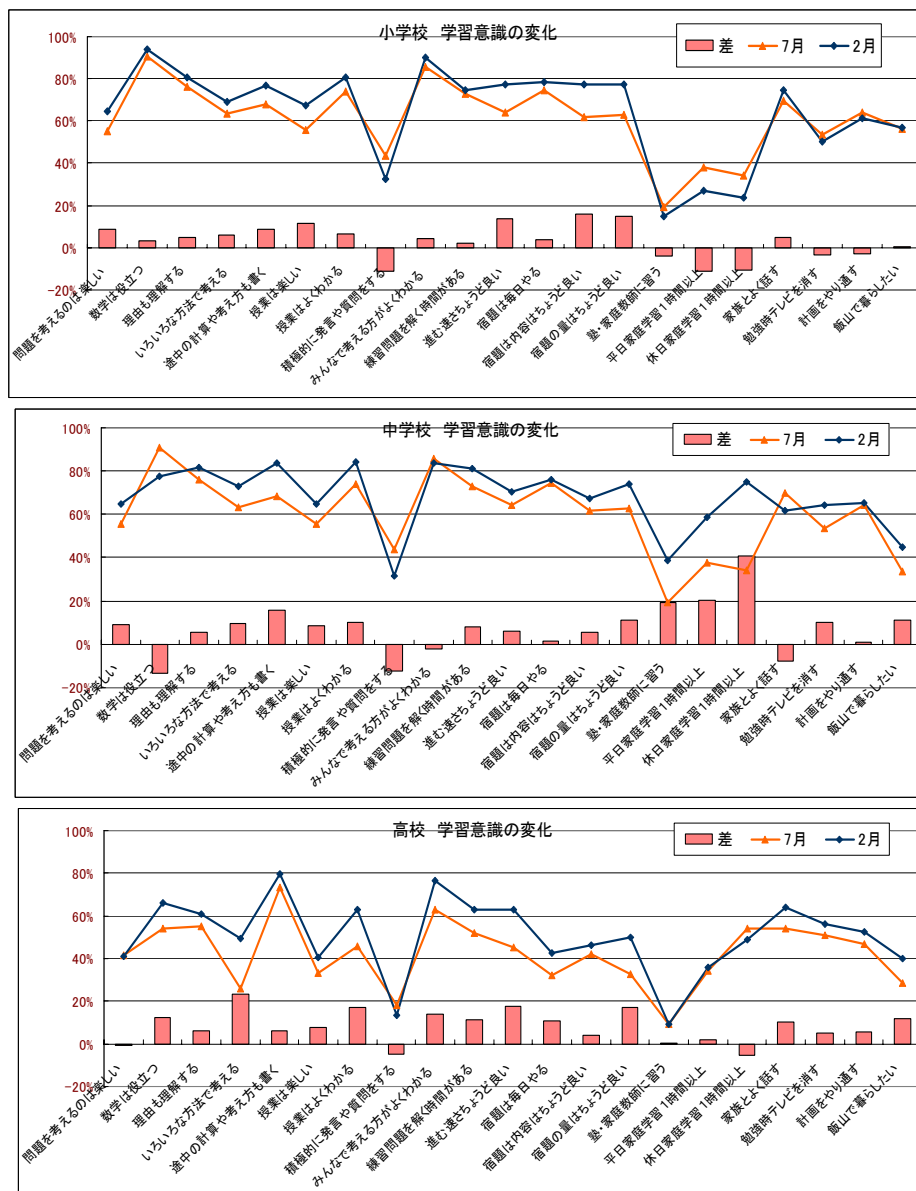 小学校 学習意識の変化
差 7月 2月
100%
80%
60%
40%
20%
0%
-20%
問題を考えるのは楽しい
数学は役立つ
理由も理解する
いろいろな方法で考える
途中の計算や考え方も書く
授業は楽しい
授業はよくわかる
積極的に発言や質問をする
みんなで考える方がよくわかる
練習問題を解く時間がある
進む速さちょうど良い
宿題は毎日やる
宿題は内容はちょうど良い
宿題の量はちょうど良い
塾・家庭教師に習う
平日家庭学習1時間以上
休日家庭学習1時間以上
家族とよく話す
勉強時テレビを消す
計画をやり通す
飯山で暮らしたい
中学校 学習意識の変化
差 7月 2月
100%
80%
60%
40%
20%
0%
-20%
問題を考えるのは楽しい
数学は役立つ
理由も理解する
いろいろな方法で考える
途中の計算や考え方も書く
授業は楽しい
授業はよくわかる
積極的に発言や質問をする
みんなで考える方がよくわかる
練習問題を解く時間がある
進む速さちょうど良い
宿題は毎日やる
宿題は内容はちょうど良い
宿題の量はちょうど良い
塾・家庭教師に習う
平日家庭学習1時間以上
休日家庭学習1時間以上
家族とよく話す
勉強時テレビを消す
計画をやり通す
飯山で暮らしたい
高校 学習意識の変化
差 7月 2月
100%
80%
60%
40%
20%
0%
-20%
問題を考えるのは楽しい
数学は役立つ
理由も理解する
いろいろな方法で考える
途中の計算や考え方も書く
授業は楽しい
授業はよくわかる
積極的に発言や質問をする
みんなで考える方がよくわかる
練習問題を解く時間がある
進む速さちょうど良い
宿題は毎日やる
宿題は内容はちょうど良い
宿題の量はちょうど良い
塾・家庭教師に習う
平日家庭学習1時間以上
休日家庭学習1時間以上
家族とよく話す
勉強時テレビを消す
計画をやり通す
飯山で暮らしたい